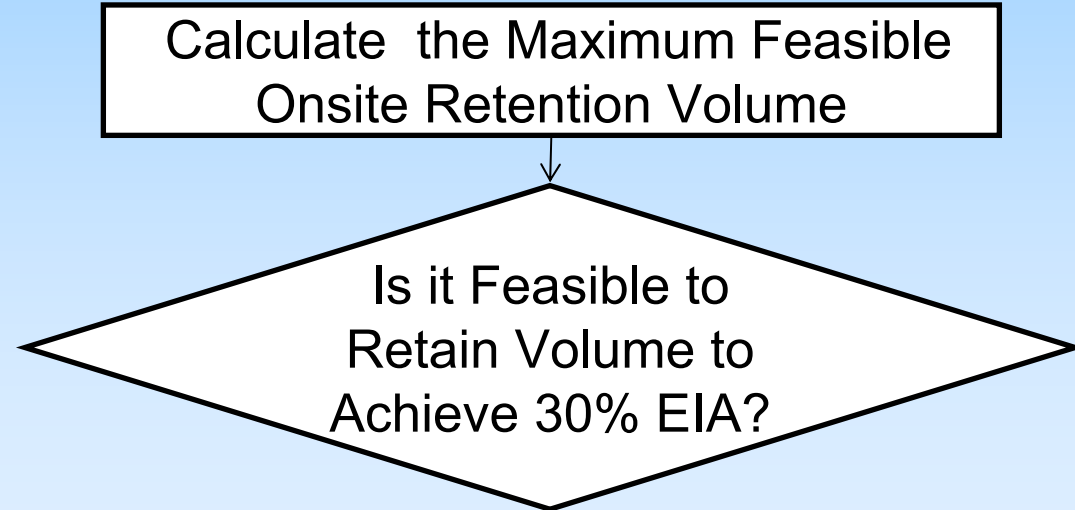 Calculate  the Maximum Feasible
Onsite Retention Volume
Is it Feasible to
Retain Volume to
Achieve 30% EIA?